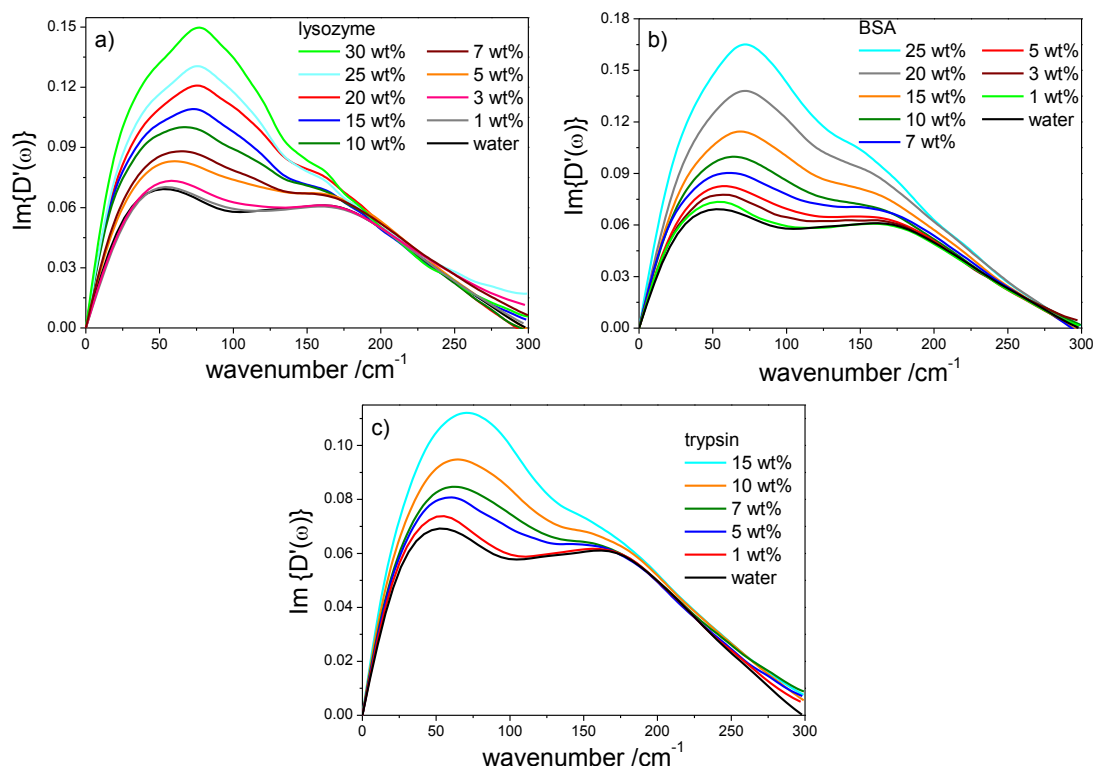 a)
lysozyme
30 wt%
25 wt%
20 wt%
15 wt%
10 wt%
7 wt%
5 wt%
3 wt%
1 wt%
water
0.15
0.12
0.09
0.06
0.03
0.00
Im{D'(ω)}
0 50 100 150 200 250 300
wavenumber /cm⁻¹
b)
BSA
25 wt%
20 wt%
15 wt%
10 wt%
7 wt%
5 wt%
3 wt%
1 wt%
water
0.18
0.15
0.12
0.09
0.06
0.03
0.00
Im{D'(ω)}
0 50 100 150 200 250 300
wavenumber /cm⁻¹
c)
trypsin
15 wt%
10 wt%
7 wt%
5 wt%
1 wt%
water
0.10
0.08
0.06
0.04
0.02
0.00
Im {D'(ω)}
0 50 100 150 200 250 300
wavenumber /cm⁻¹